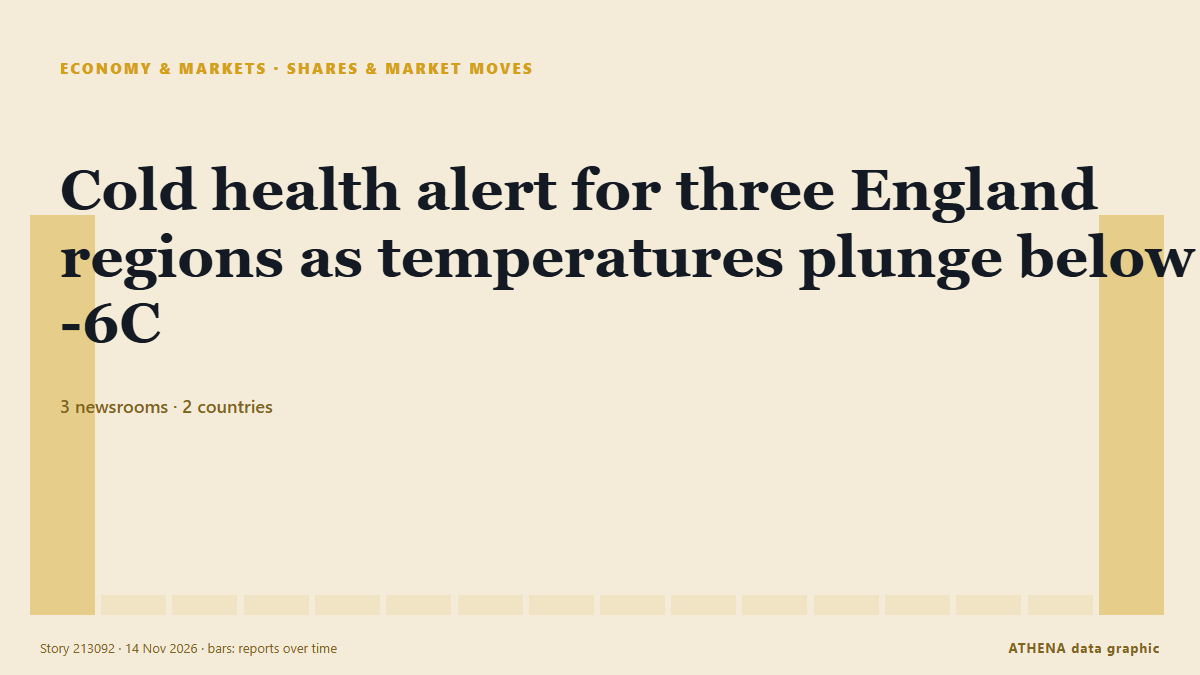 ECONOMY & MARKETS · SHARES & MARKET MOVES
Cold health alert for three England
regions as temperatures plunge below
-6C
3 newsrooms · 2 countries
Story 213092 · 14 Nov 2026 · bars: reports over time
ATHENA data graphic